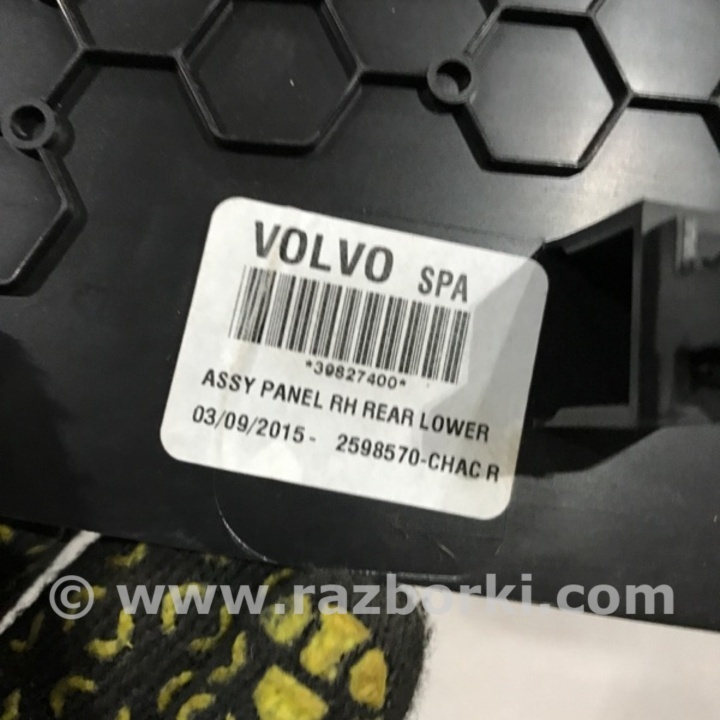 VOLVO SPA
*39827400*
ASSY PANEL RH REAR LOWER
03/09/2015- 2598570-CHAC R
© www.razborki.com